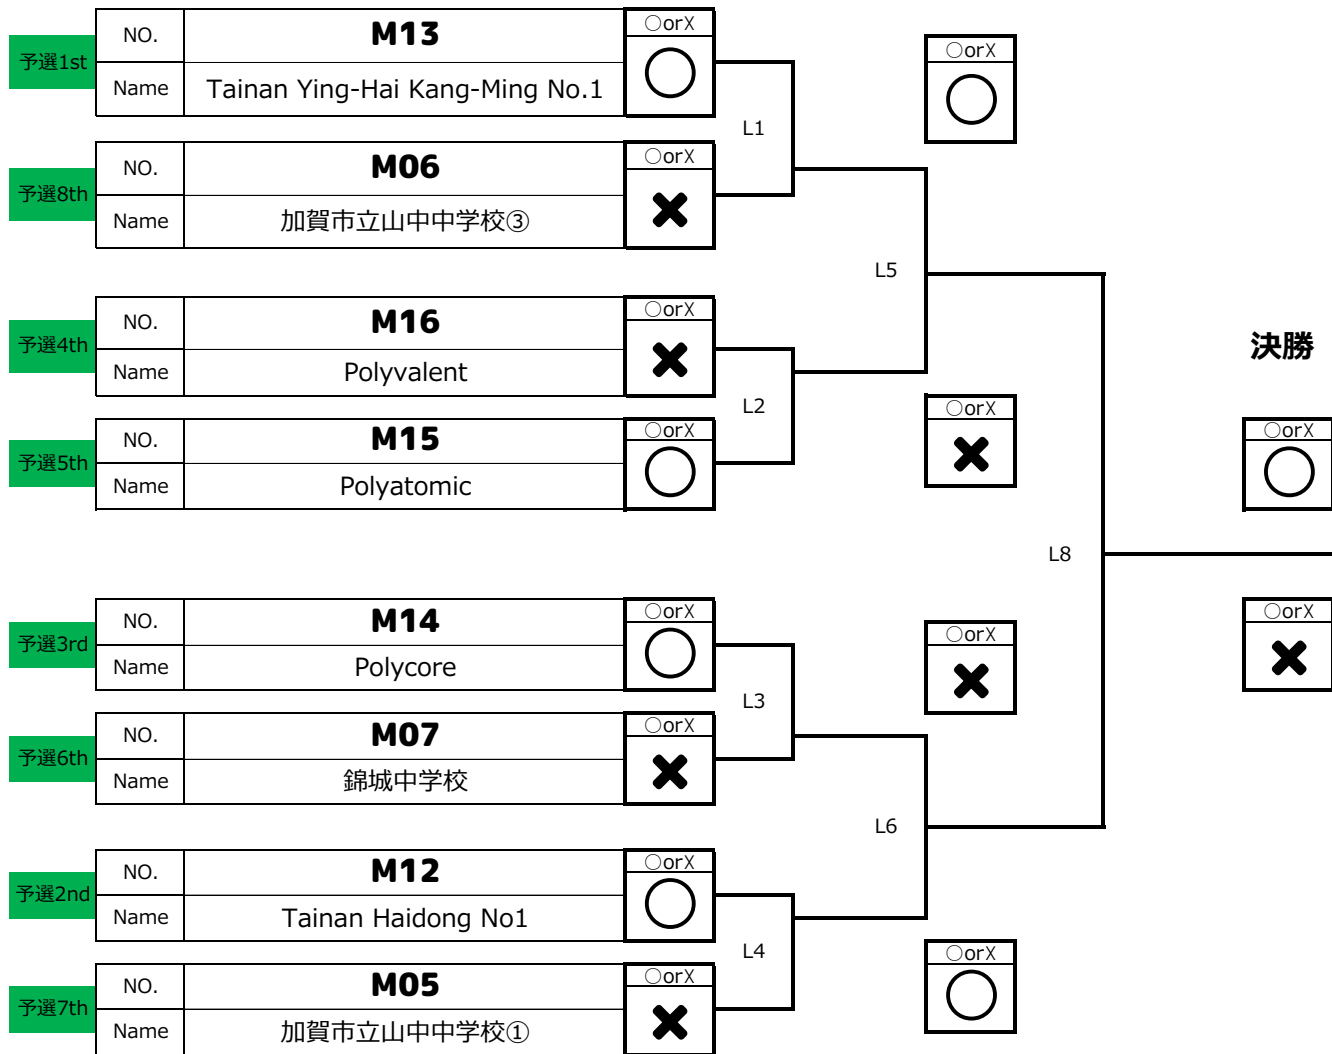 予選1st
NO.
M13
○orX
Name
Tainan Ying-Hai Kang-Ming No.1
○orX
L1
予選8th
NO.
M06
○orX
Name
加賀市立山中中学校③
L5
予選4th
NO.
M16
○orX
Name
Polyvalent
決勝
L2
○orX
予選5th
NO.
M15
○orX
Name
Polyatomic
○orX
L8
予選3rd
NO.
M14
○orX
Name
Polycore
○orX
○orX
L3
予選6th
NO.
M07
○orX
Name
錦城中学校
L6
予選2nd
NO.
M12
○orX
Name
Tainan Haidong No1
L4
○orX
予選7th
NO.
M05
○orX
Name
加賀市立山中中学校①